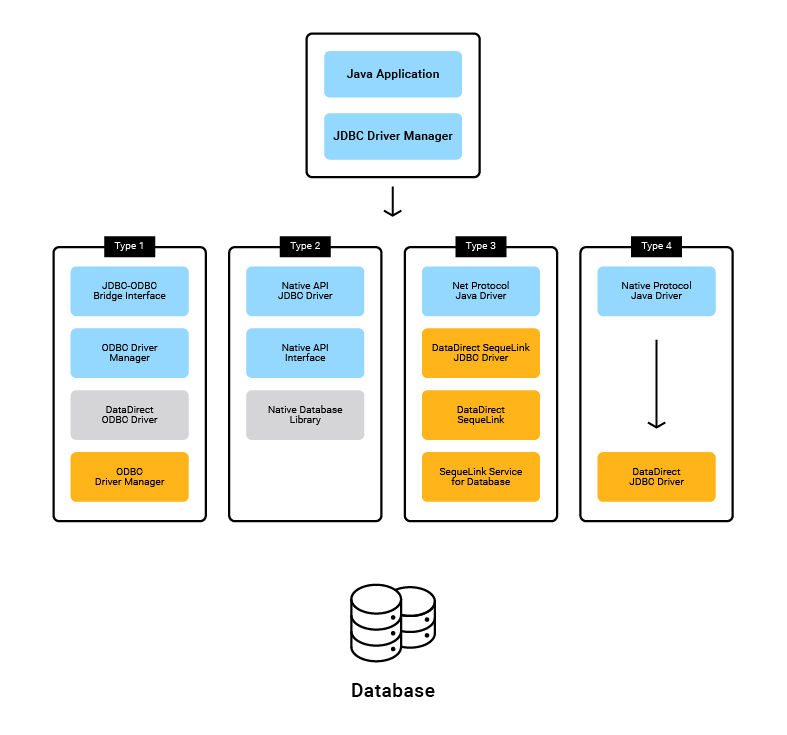 Java Application
JDBC Driver Manager
Type 1
JDBC-ODBC
Bridge Interface
ODBC Driver
Manager
DataDirect
ODBC Driver
ODBC
Driver Manager
Type 2
Native API
JDBC Driver
Native API
Interface
Native Database
Library
Type 3
Net Protocol
Java Driver
DataDirect SequeLink
JDBC Driver
DataDirect
SequeLink
SequeLink Service
for Database
Type 4
Native Protocol
Java Driver
DataDirect
JDBC Driver
Database